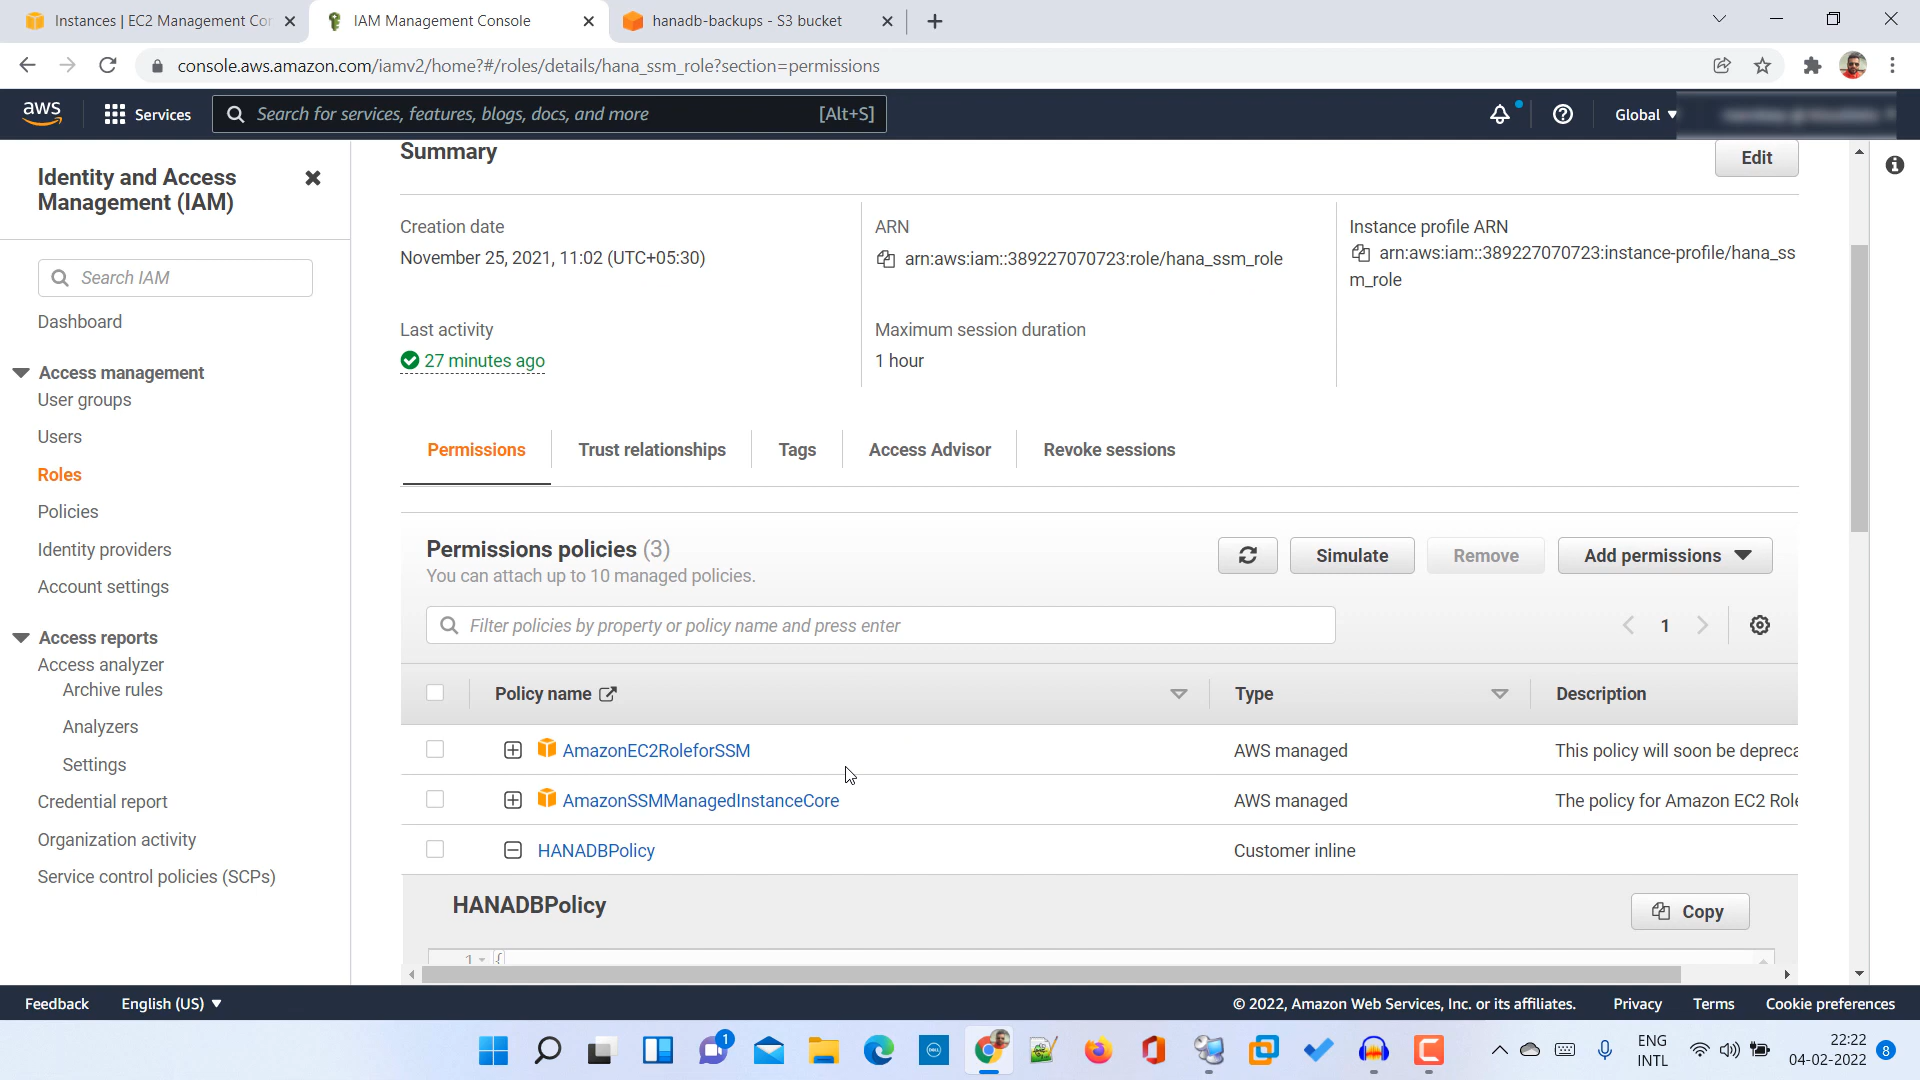 Instances | EC2 Management Con
IAM Management Console
hanadb-backups - S3 bucket
console.aws.amazon.com/iamv2/home?#/roles/details/hana_ssm_role?section=permissions
aws
Services
Search for services, features, blogs, docs, and more
[Alt+S]
Global
Identity and Access
Management (IAM)
Search IAM
Dashboard
Access management
User groups
Users
Roles
Policies
Identity providers
Account settings
Access reports
Access analyzer
Archive rules
Analyzers
Settings
Credential report
Organization activity
Service control policies (SCPs)
Summary
Edit
Creation date
November 25, 2021, 11:02 (UTC+05:30)
ARN
arn:aws:iam::389227070723:role/hana_ssm_role
Instance profile ARN
arn:aws:iam::389227070723:instance-profile/hana_ss
m_role
Last activity
27 minutes ago
Maximum session duration
1 hour
Permissions
Trust relationships
Tags
Access Advisor
Revoke sessions
Permissions policies (3)
You can attach up to 10 managed policies.
Simulate
Remove
Add permissions
Filter policies by property or policy name and press enter
1
Policy name
Type
Description
AmazonEC2RoleforSSM
AWS managed
This policy will soon be depreca
AmazonSSMManagedInstanceCore
AWS managed
The policy for Amazon EC2 Role
HANADBPolicy
Customer inline
HANADBPolicy
Copy
1
{
Feedback
English (US)
© 2022, Amazon Web Services, Inc. or its affiliates.
Privacy
Terms
Cookie preferences
1
DELL
ENG
INTL
22:22
04-02-2022
8